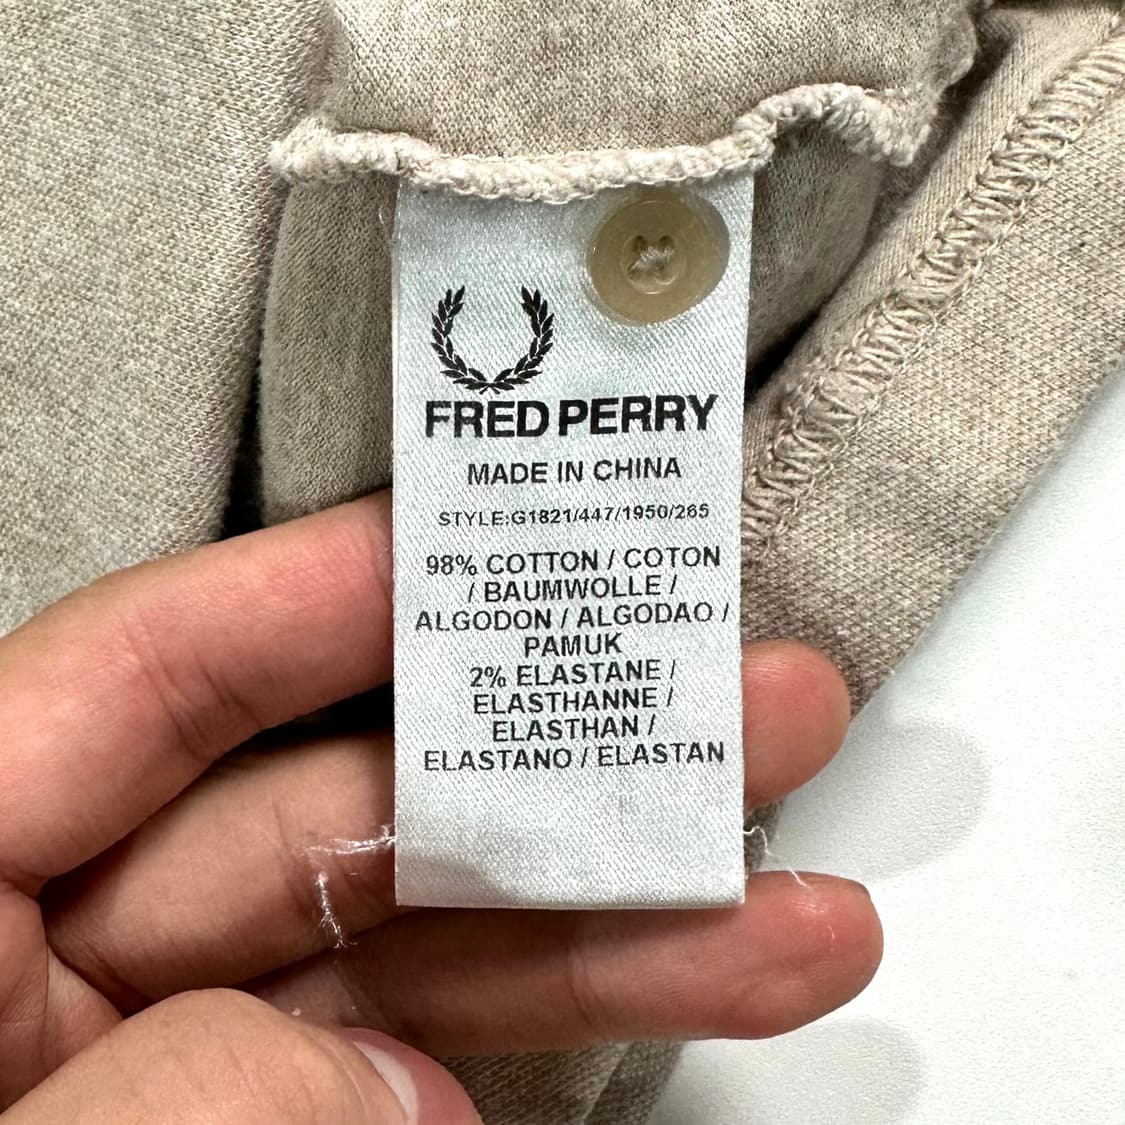 FRED PERRY
MADE IN CHINA
STYLE:G1821/447/1950/265
98% COTTON / COTON
/ BAUMWOLLE /
ALGODON / ALGODAO /
PAMUK
2% ELASTANE /
ELASTHANNE /
ELASTHAN /
ELASTANO / ELASTAN